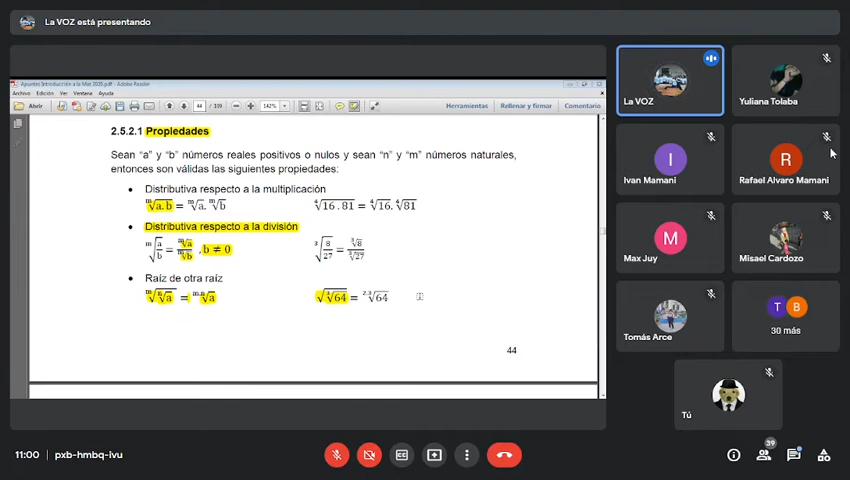 La VOZ está presentando
Apuntes Introducción a la Mat 2020.pdf - Adobe Reader
Archivo Edición Ver Ventana Ayuda
Abrir 44 / 109 142% Herramientas Rellenar y firmar Comentario
2.5.2.1 Propiedades
Sean “a” y “b” números reales positivos o nulos y sean “n” y “m” números naturales,
entonces son válidas las siguientes propiedades:
• Distributiva respecto a la multiplicación
ᵐ√a.b = ᵐ√a. ᵐ√b ⁴√16 . 81 = ⁴√16. ⁴√81
• Distributiva respecto a la división
ᵐ√(a/b) = ᵐ√a/ᵐ√b , b ≠ 0 ³√(8/27) = ³√8/³√27
• Raíz de otra raíz
ᵐ√ⁿ√a = ᵐ·ⁿ√a √³√64 = ²·³√64
44
La VOZ
Yuliana Tolaba
I
Ivan Mamani
R
Rafael Alvaro Mamani
M
Max Juy
Misael Cardozo
Tomás Arce
T B
30 más
Tú
11:00 pxb-hmbq-ivu
39